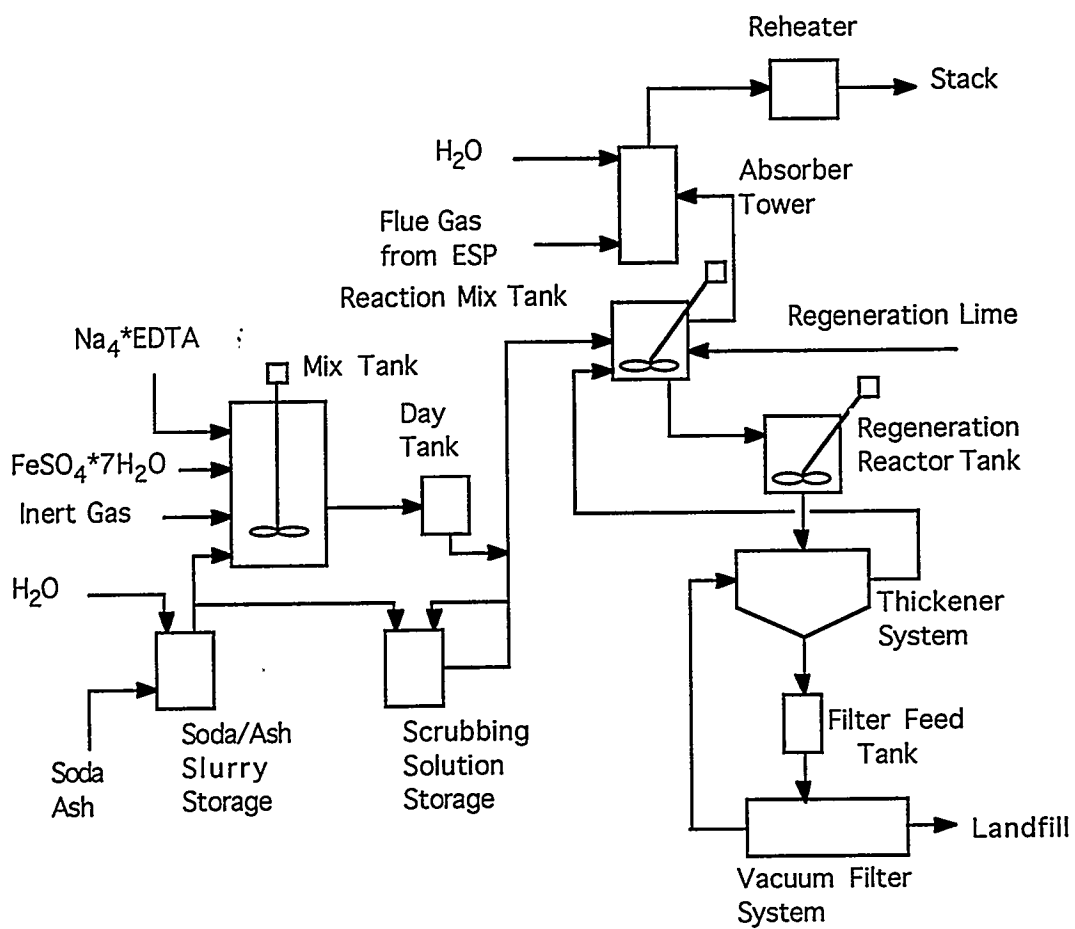 Reheater
Stack
H₂O
Absorber
Tower
Flue Gas
from ESP
Reaction Mix Tank
Regeneration Lime
Na₄*EDTA
Mix Tank
Day
Tank
Regeneration
Reactor Tank
FeSO₄*7H₂O
Inert Gas
H₂O
Thickener
System
Soda/Ash
Slurry
Storage
Scrubbing
Solution
Storage
Filter Feed
Tank
Soda
Ash
Landfill
Vacuum Filter
System